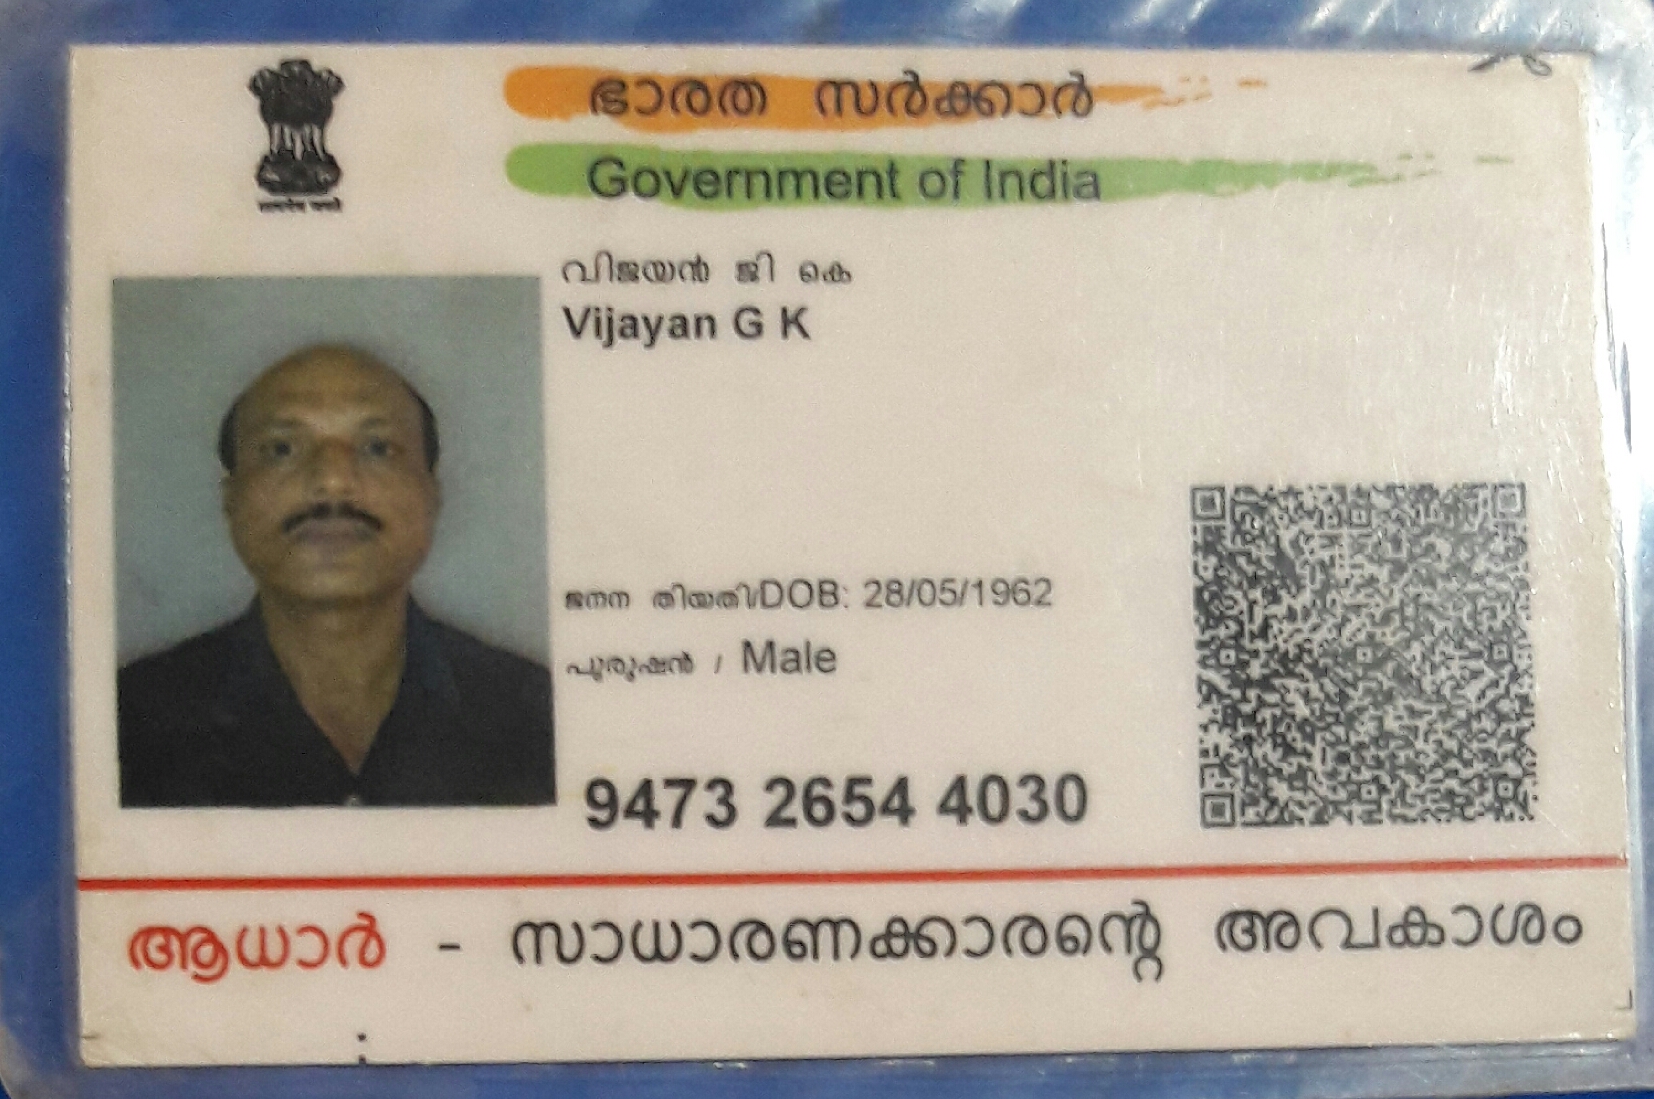 ഭാരത സർക്കാർ
Government of India
വിജയൻ ജി കെ
Vijayan G K
ജനന തിയതി/DOB: 28/05/1962
പുരുഷൻ / Male
9473 2654 4030
ആധാർ - സാധാരണക്കാരന്റെ അവകാശം